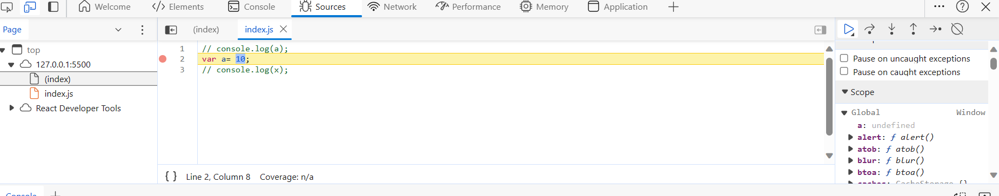 Welcome Elements Console Sources Network Performance Memory Application
Page
(index) index.js
top
127.0.0.1:5500
(index)
index.js
React Developer Tools
1 // console.log(a);
2 var a= 10;
3 // console.log(x);
{ } Line 2, Column 8 Coverage: n/a
Pause on uncaught exceptions
Pause on caught exceptions
Scope
Global Window
a: undefined
alert: ƒ alert()
atob: ƒ atob()
blur: ƒ blur()
btoa: ƒ btoa()
caches: CacheStorage {}
Console